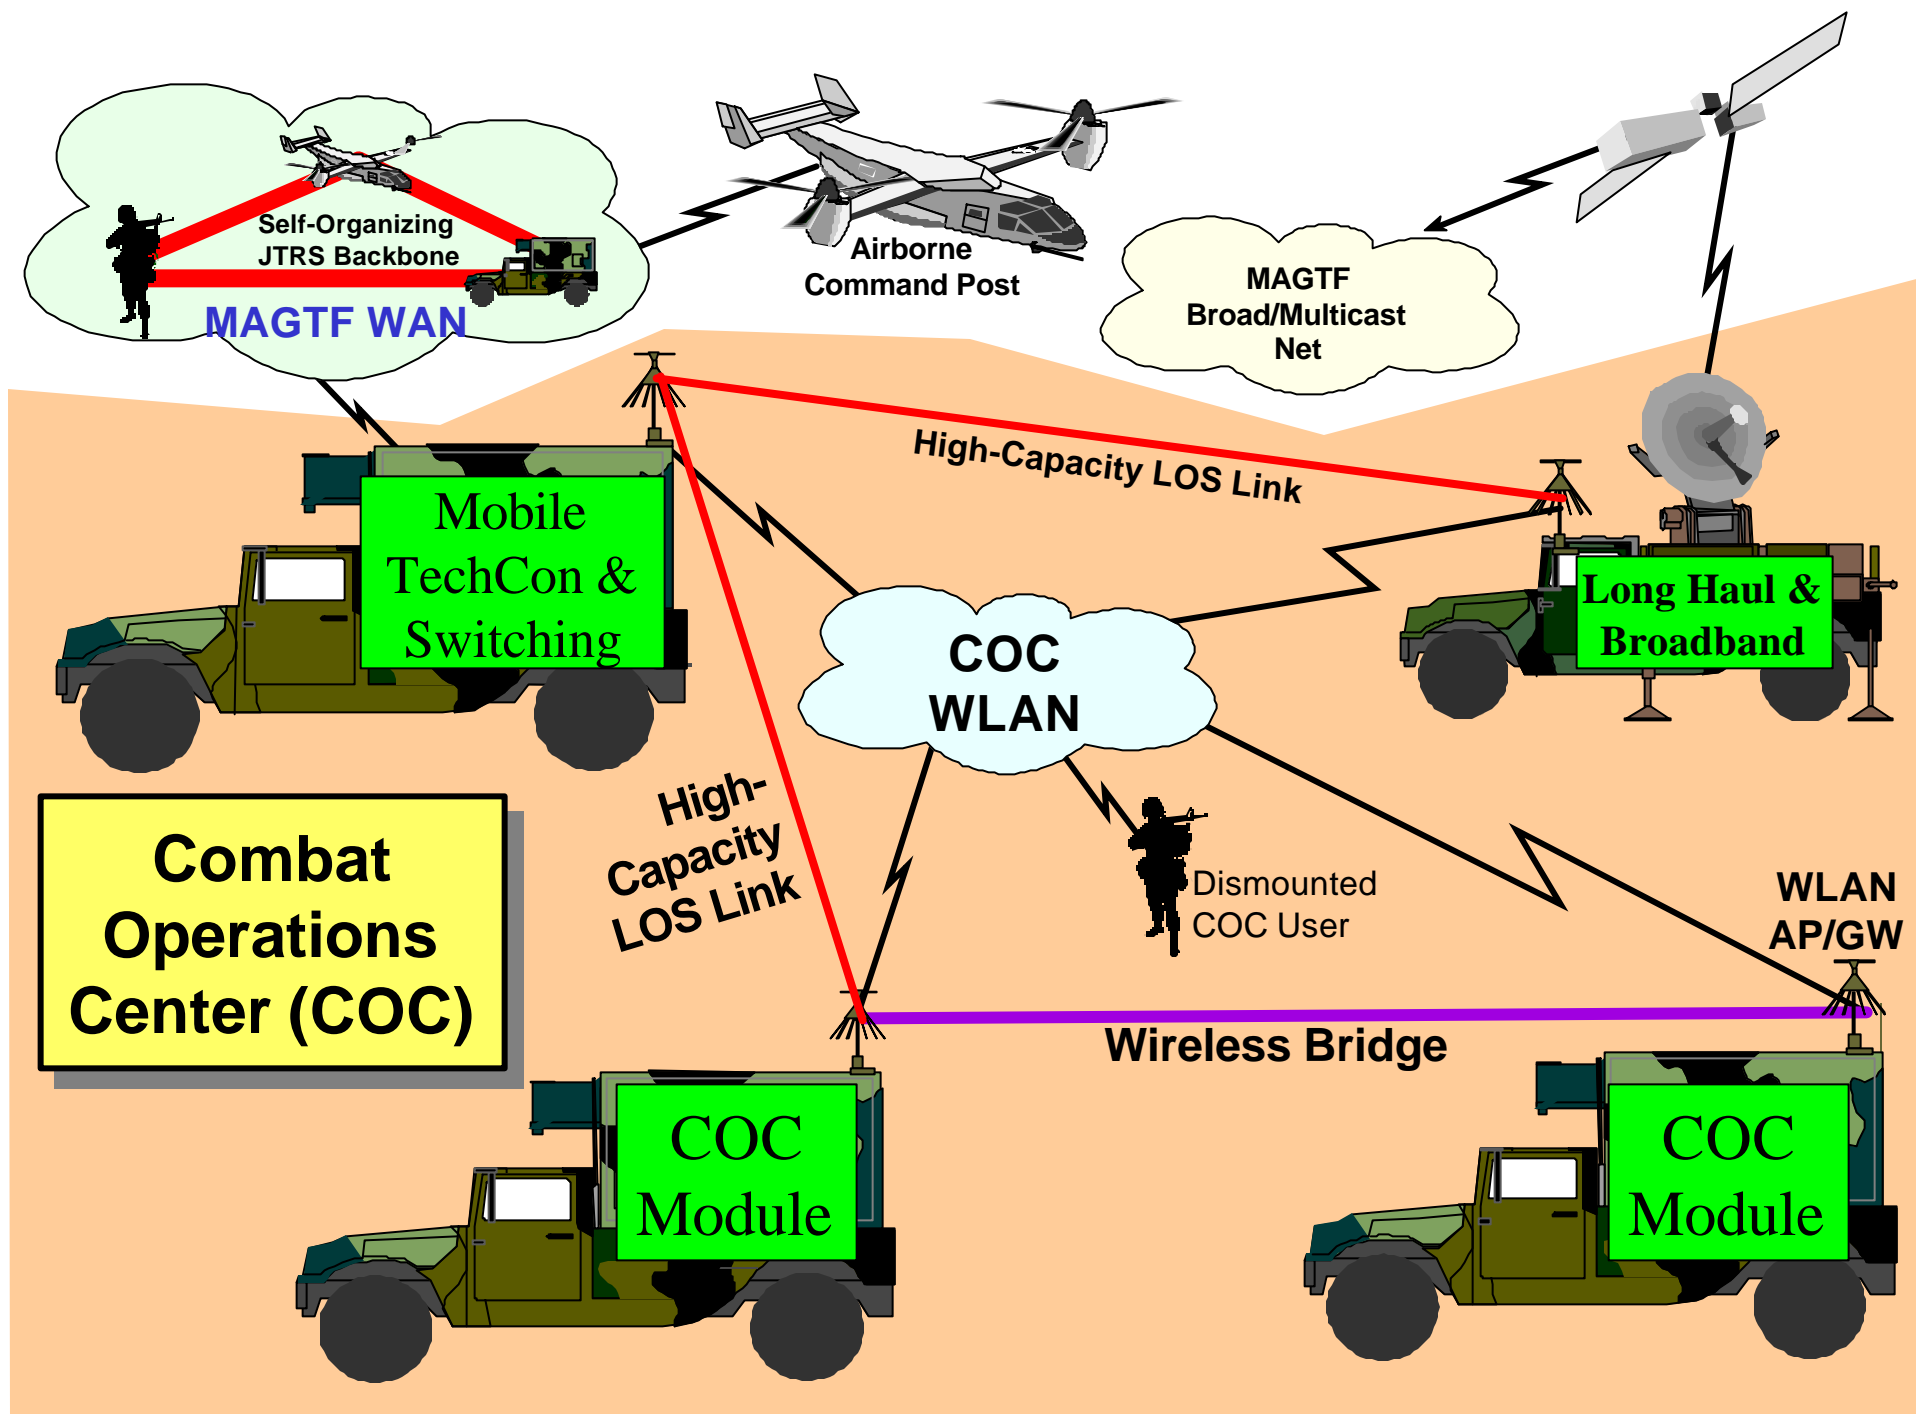 Self-Organizing
JTRS Backbone
MAGTF WAN
Airborne
Command Post
MAGTF
Broad/Multicast
Net
High-Capacity LOS Link
Mobile
TechCon &
Switching
Long Haul &
Broadband
COC
WLAN
High-
Capacity
LOS Link
Combat
Operations
Center (COC)
Dismounted
COC User
WLAN
AP/GW
Wireless Bridge
COC
Module
COC
Module